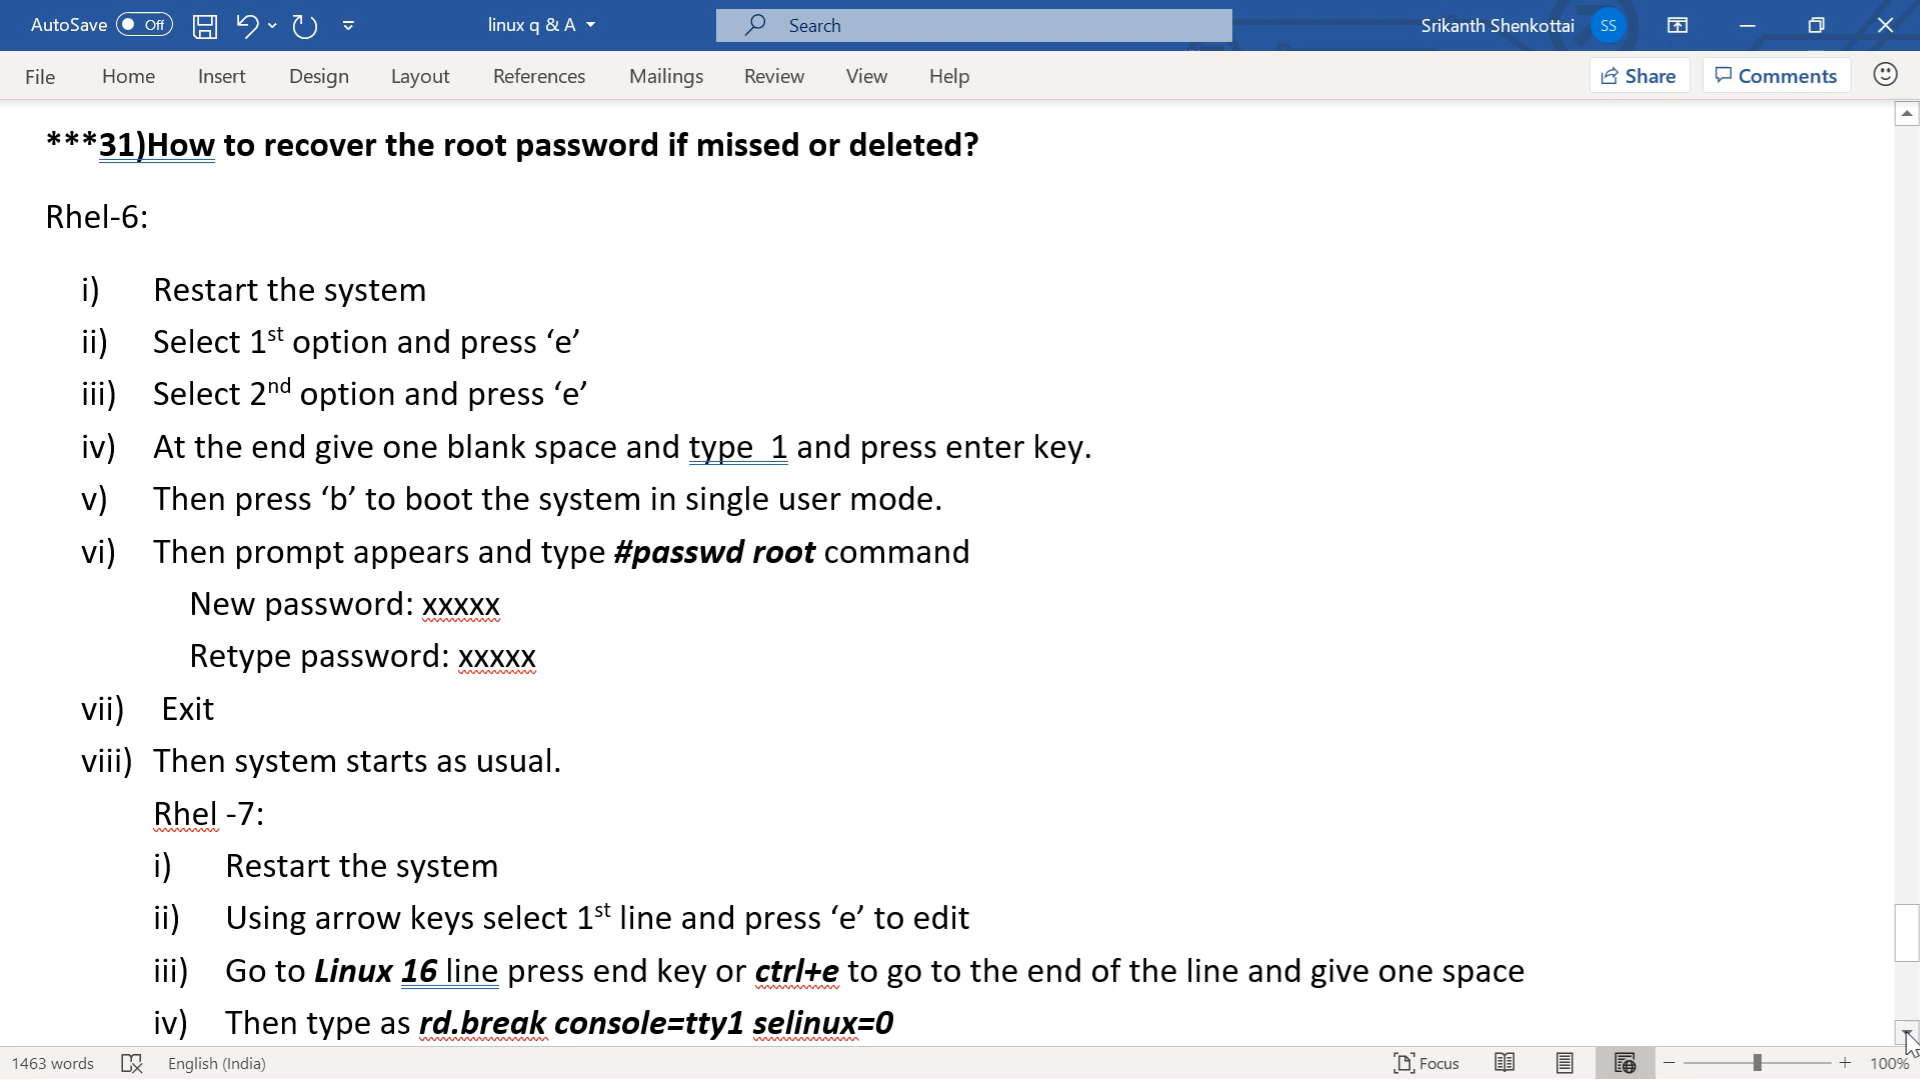 AutoSave Off linux q & A Search Srikanth Shenkottai SS
File Home Insert Design Layout References Mailings Review View Help Share Comments
***31)How to recover the root password if missed or deleted?
Rhel-6:
i) Restart the system
ii) Select 1st option and press ‘e’
iii) Select 2nd option and press ‘e’
iv) At the end give one blank space and type  1 and press enter key.
v) Then press ‘b’ to boot the system in single user mode.
vi) Then prompt appears and type #passwd root command
New password: xxxxx
Retype password: xxxxx
vii) Exit
viii) Then system starts as usual.
Rhel -7:
i) Restart the system
ii) Using arrow keys select 1st line and press ‘e’ to edit
iii) Go to Linux 16 line press end key or ctrl+e to go to the end of the line and give one space
iv) Then type as rd.break console=tty1 selinux=0
1463 words English (India) Focus 100%